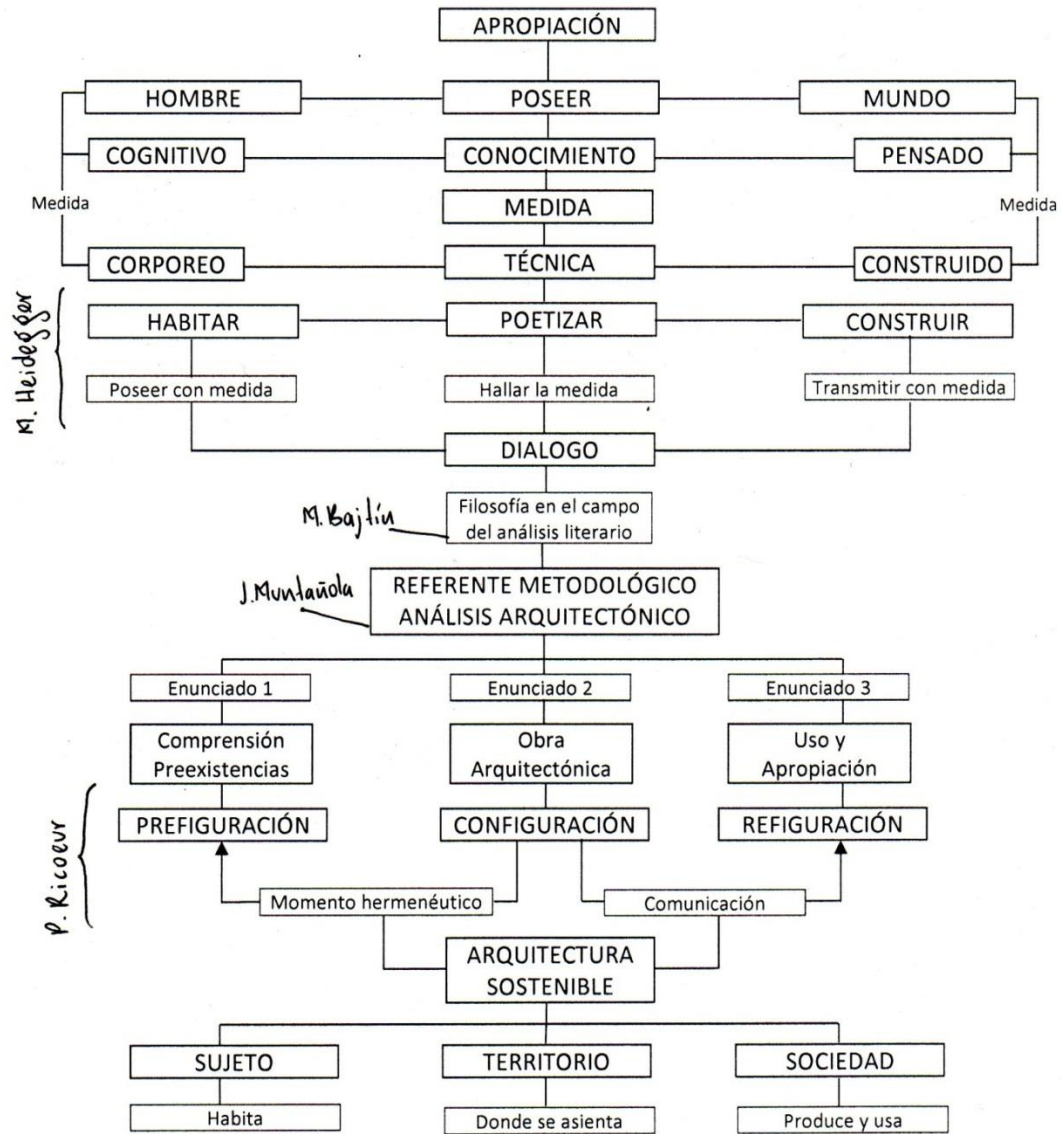 APROPIACIÓN
HOMBRE
POSEER
MUNDO
COGNITIVO
CONOCIMIENTO
PENSADO
Medida
MEDIDA
Medida
CORPOREO
TÉCNICA
CONSTRUIDO
M. Heidegger
HABITAR
POETIZAR
CONSTRUIR
Poseer con medida
Hallar la medida
Transmitir con medida
DIALOGO
M. Bajtín
Filosofía en el campo
del análisis literario
J. Muntañola
REFERENTE METODOLÓGICO
ANÁLISIS ARQUITECTÓNICO
Enunciado 1
Enunciado 2
Enunciado 3
Comprensión
Preexistencias
Obra
Arquitectónica
Uso y
Apropiación
P. Ricoeur
PREFIGURACIÓN
CONFIGURACIÓN
REFIGURACIÓN
Momento hermenéutico
Comunicación
ARQUITECTURA
SOSTENIBLE
SUJETO
TERRITORIO
SOCIEDAD
Habita
Donde se asienta
Produce y usa